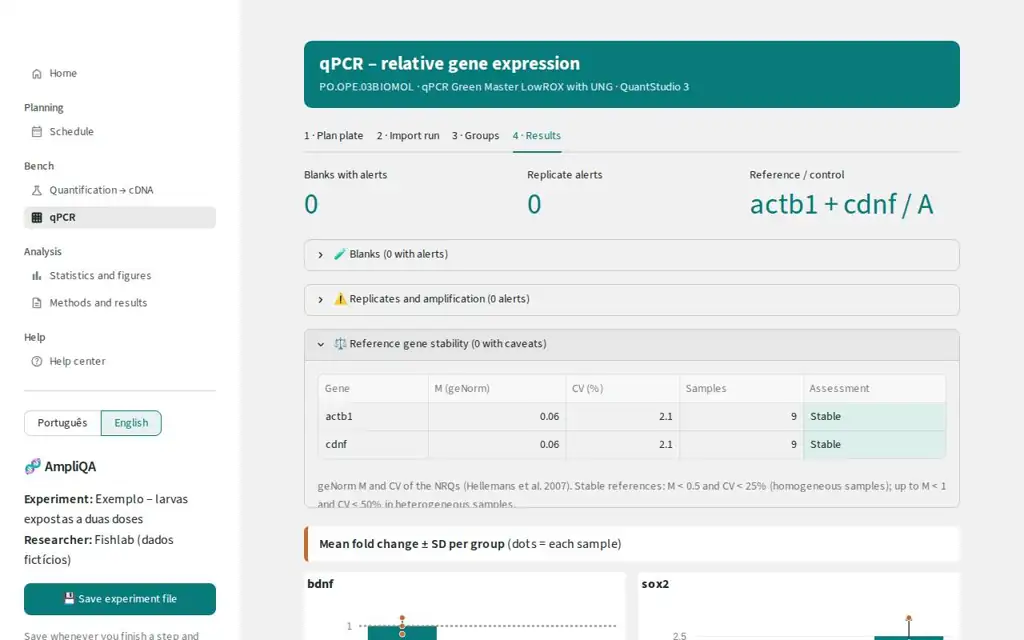 Home
Planning
Schedule
Bench
Quantification → cDNA
qPCR
Analysis
Statistics and figures
Methods and results
Help
Help center
Português
English
AmpliQA
Experiment: Exemplo – larvas
expostas a duas doses
Researcher: Fishlab (dados
fictícios)
Save experiment file
Save whenever you finish a step and
qPCR – relative gene expression
PO.OPE.03BIOMOL · qPCR Green Master LowROX with UNG · QuantStudio 3
1 · Plan plate 2 · Import run 3 · Groups 4 · Results
Blanks with alerts Replicate alerts Reference / control
0 0 actb1 + cdnf / A
Blanks (0 with alerts)
Replicates and amplification (0 alerts)
Reference gene stability (0 with caveats)
Gene M (geNorm) CV (%) Samples Assessment
actb1 0.06 2.1 9 Stable
cdnf 0.06 2.1 9 Stable
geNorm M and CV of the NRQs (Hellemans et al. 2007). Stable references: M < 0.5 and CV < 25% (homogeneous samples); up to M < 1
and CV < 50% in heterogeneous samples.
Mean fold change ± SD per group (dots = each sample)
bdnf sox2
1 2.5